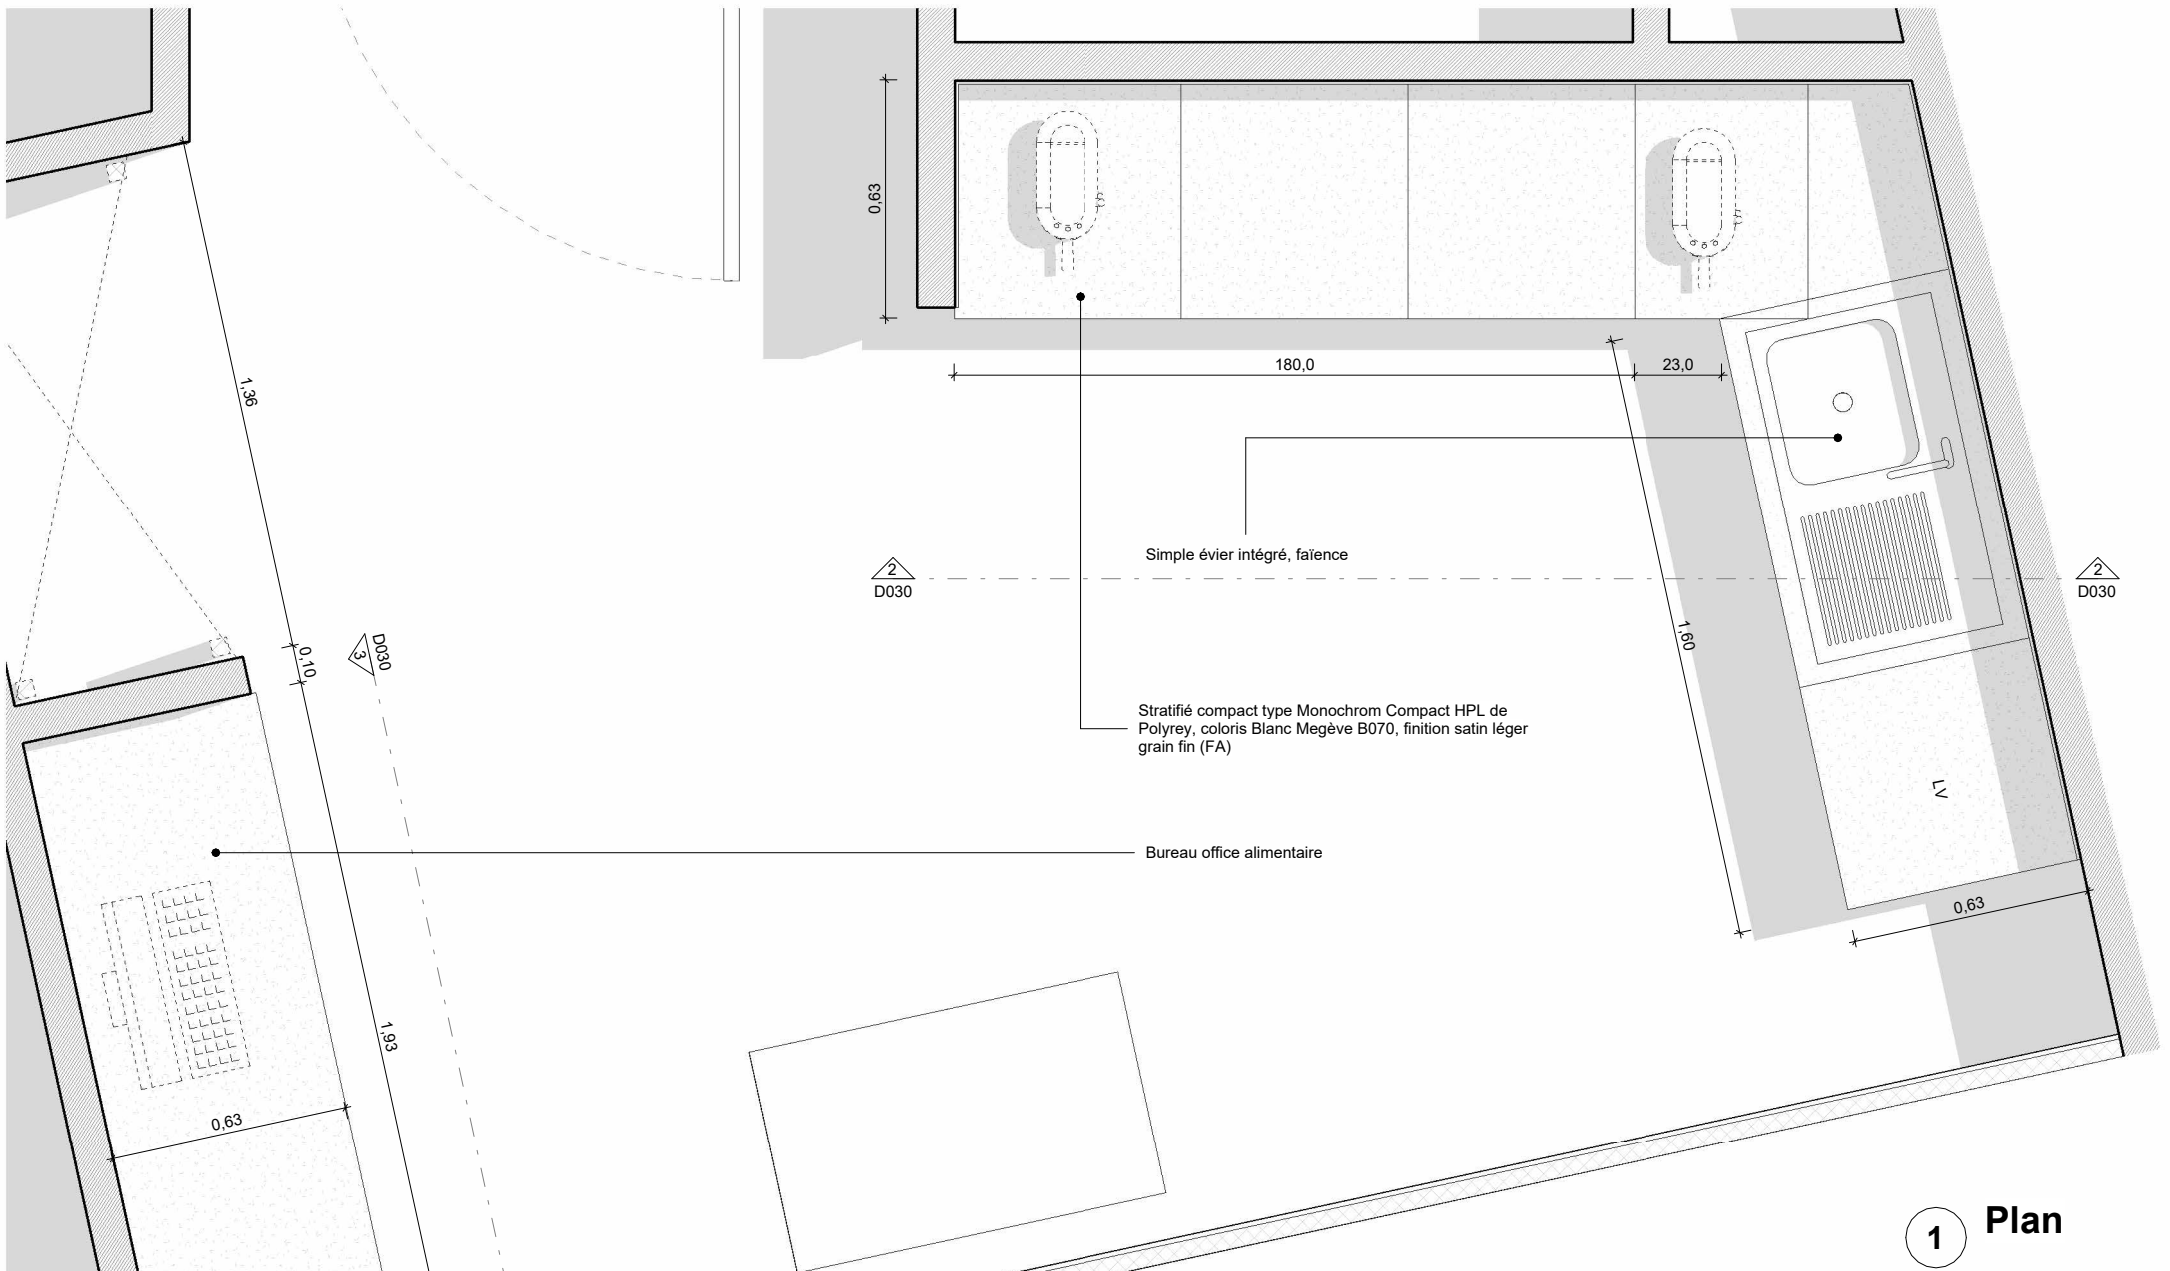 0,63
180,0
23,0
1,36
Simple évier intégré, faïence
2
D030
2
D030
1,60
0,10
3
D030
Stratifié compact type Monochrom Compact HPL de
Polyrey, coloris Blanc Megève B070, finition satin léger
grain fin (FA)
LV
Bureau office alimentaire
0,63
1,93
0,63
1
Plan